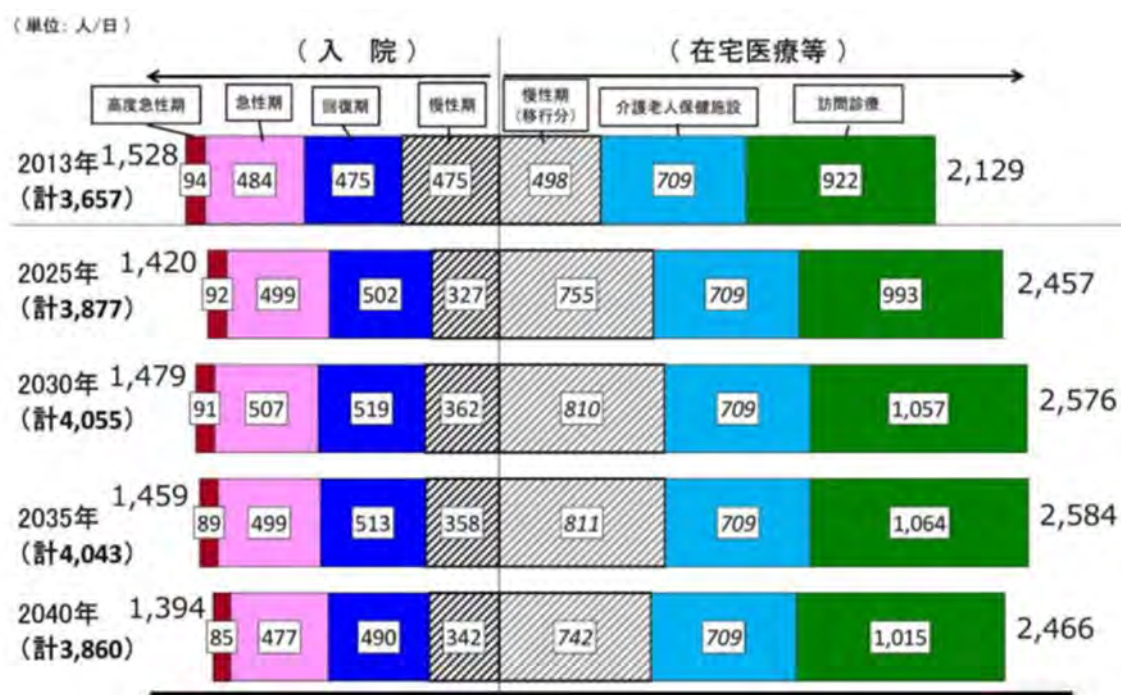 （単位：人/日）
（ 入　院 ）
（ 在宅医療等 ）
高度急性期
急性期
回復期
慢性期
慢性期
（移行分）
介護老人保健施設
訪問診療
2013年
（計3,657）
1,528
94
484
475
475
498
709
922
2,129
2025年
（計3,877）
1,420
92
499
502
327
755
709
993
2,457
2030年
（計4,055）
1,479
91
507
519
362
810
709
1,057
2,576
2035年
（計4,043）
1,459
89
499
513
358
811
709
1,064
2,584
2040年
（計3,860）
1,394
85
477
490
342
742
709
1,015
2,466